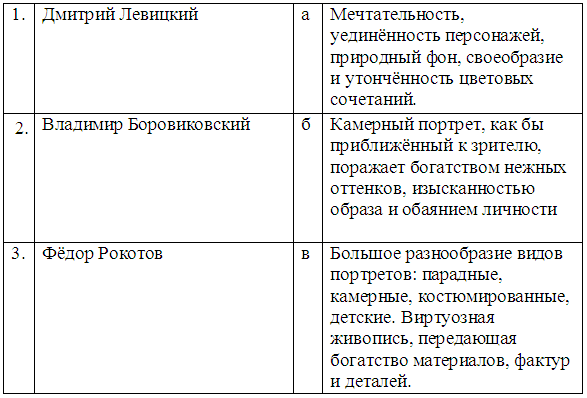 1. Дмитрий Левицкий а Мечтательность,
уединённость персонажей,
природный фон, своеобразие
и утончённость цветовых
сочетаний.
2. Владимир Боровиковский б Камерный портрет, как бы
приближённый к зрителю,
поражает богатством нежных
оттенков, изысканностью
образа и обаянием личности
3. Фёдор Рокотов в Большое разнообразие видов
портретов: парадные,
камерные, костюмированные,
детские. Виртуозная
живопись, передающая
богатство материалов, фактур
и деталей.